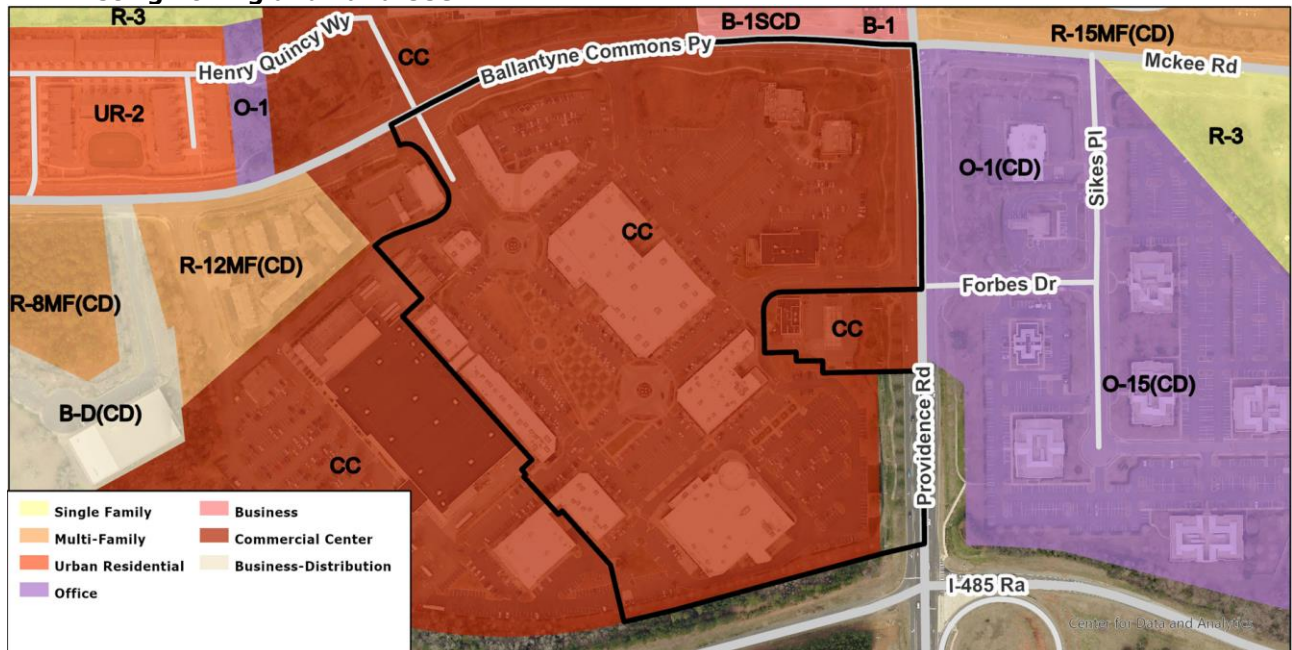 R-3
Henry Quincy Wy
CC
Ballantyne Commons Py
B-1SCD
B-1
R-15MF(CD)
Mckee Rd
UR-2
O-1
O-1(CD)
Sikes Pl
R-3
CC
R-12MF(CD)
R-8MF(CD)
Forbes Dr
CC
B-D(CD)
O-15(CD)
Providence Rd
CC
Single Family
Multi-Family
Urban Residential
Office
Business
Commercial Center
Business-Distribution
I-485 Ra
Center for Data and Analytics